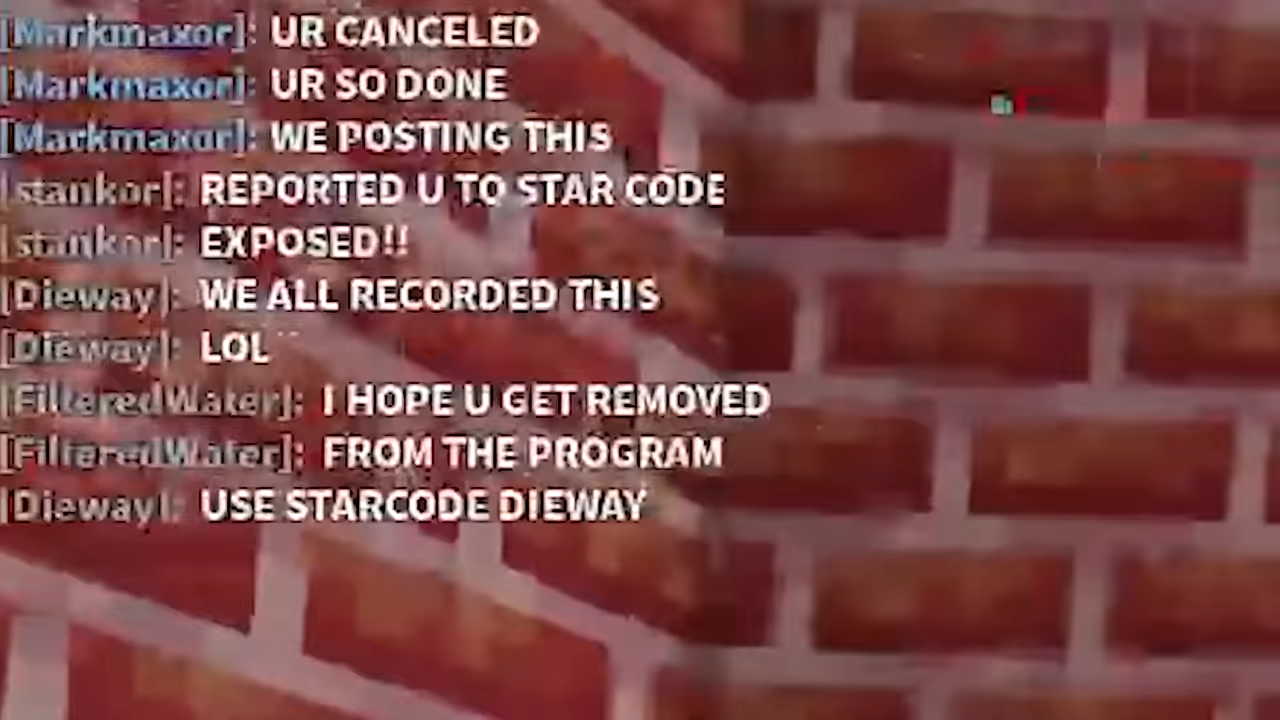 [Markmaxor]: UR CANCELED
[Markmaxor]: UR SO DONE
[Markmaxor]: WE POSTING THIS
[stankor]: REPORTED U TO STAR CODE
[stankor]: EXPOSED!!
[Dieway]: WE ALL RECORDED THIS
[Dieway]: LOL
[FilteredWater]: I HOPE U GET REMOVED
[FilteredWater]: FROM THE PROGRAM
[Dieway]: USE STARCODE DIEWAY